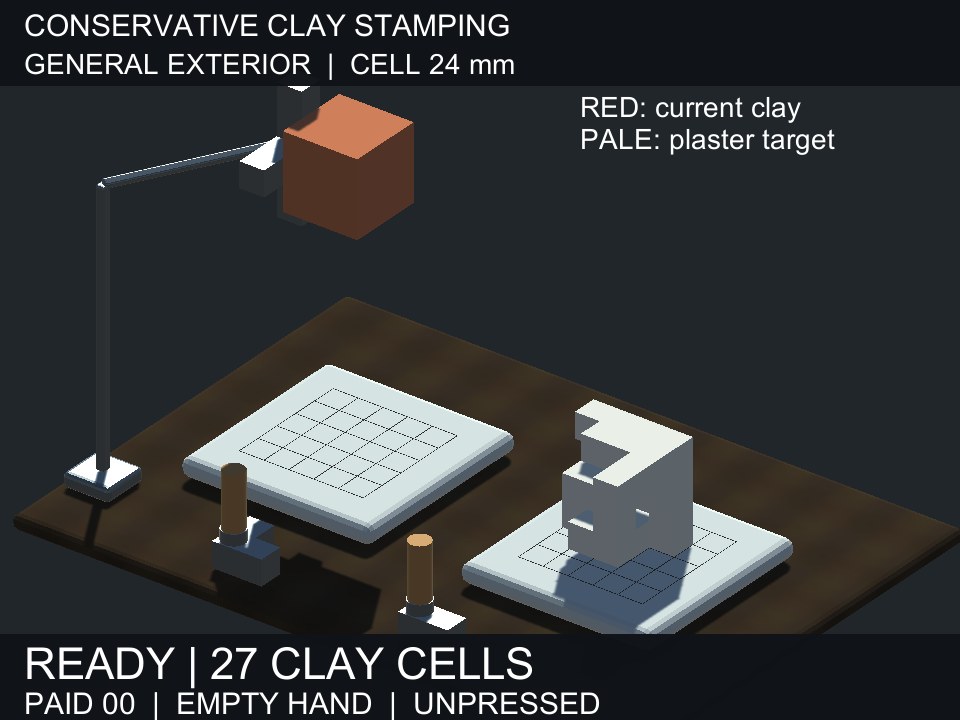 CONSERVATIVE CLAY STAMPING
GENERAL EXTERIOR | CELL 24 mm
RED: current clay
PALE: plaster target
READY | 27 CLAY CELLS
PAID 00 | EMPTY HAND | UNPRESSED